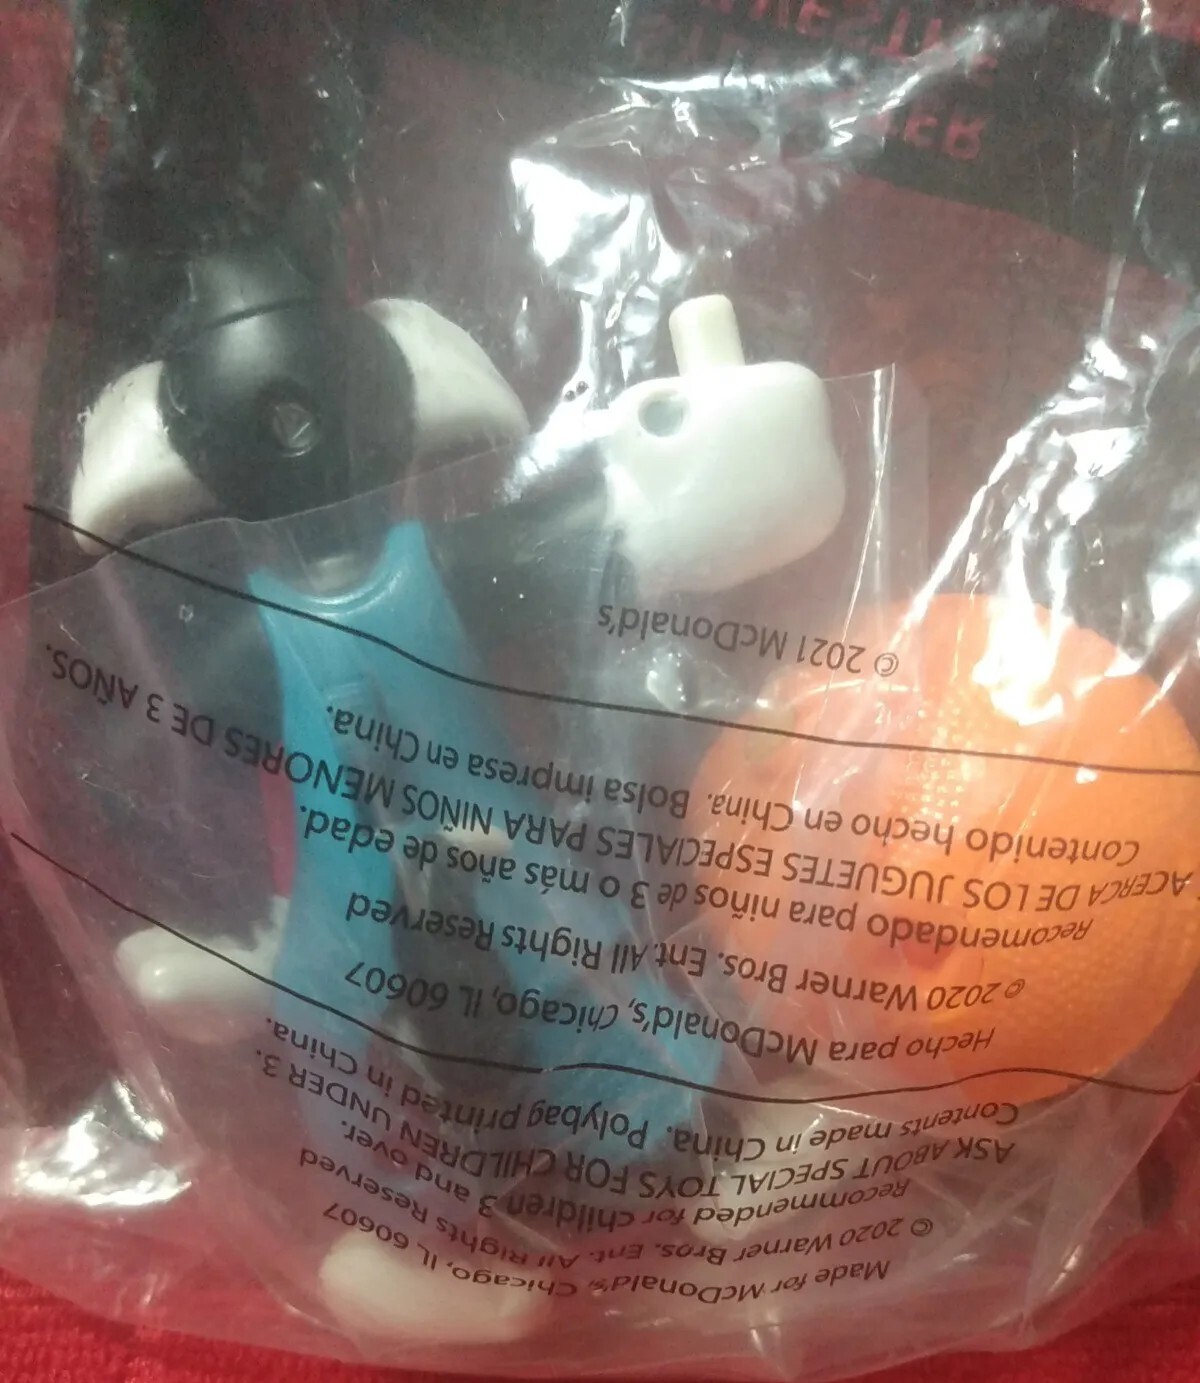 Made for McDonald's, Chicago, IL 60607
© 2020 Warner Bros. Ent. All Rights Reserved
Recommended for children 3 and over.
ASK ABOUT SPECIAL TOYS FOR CHILDREN UNDER 3.
Contents made in China. Polybag printed in China.
Hecho para McDonald's, Chicago, IL 60607
© 2020 Warner Bros. Ent. All Rights Reserved
Recomendado para niños de 3 o más años de edad.
ACERCA DE LOS JUGUETES ESPECIALES PARA NIÑOS MENORES DE 3 AÑOS.
Contenido hecho en China. Bolsa impresa en China.
© 2021 McDonald's